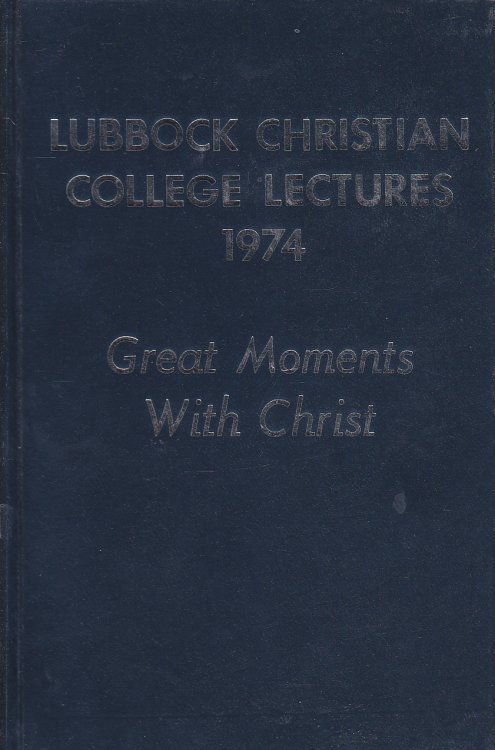 LUBBOCK CHRISTIAN
COLLEGE LECTURES
1974
Great Moments
With Christ